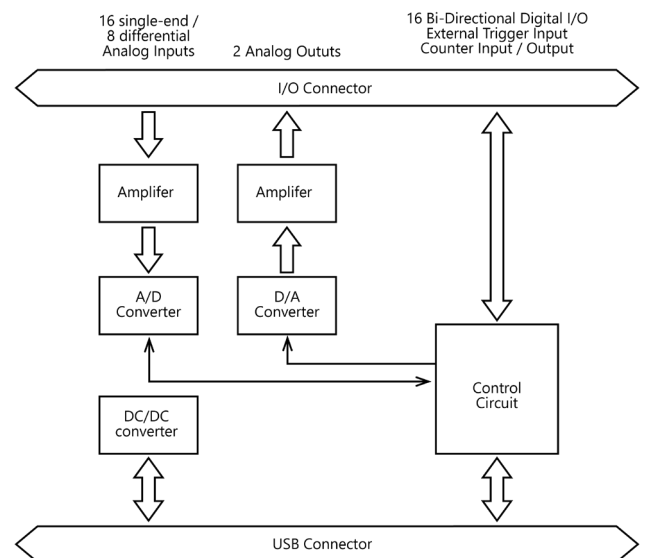 16 single-end /
8 differential
Analog Inputs
2 Analog Oututs
16 Bi-Directional Digital I/O
External Trigger Input
Counter Input / Output
I/O Connector
Amplifer
Amplifer
A/D
Converter
D/A
Converter
Control
Circuit
DC/DC
converter
USB Connector